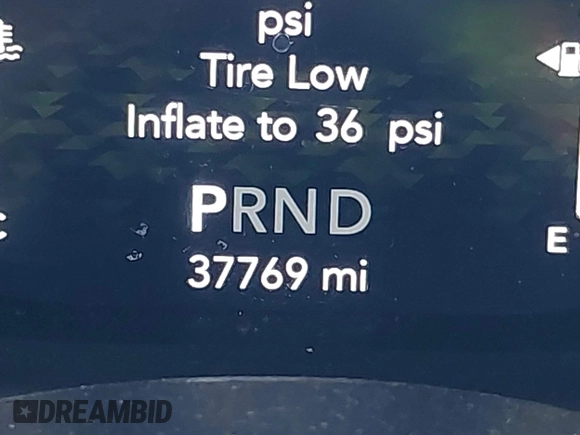 psi
Tire Low
Inflate to 36 psi
PRND
37769 mi
E
DREAMBID